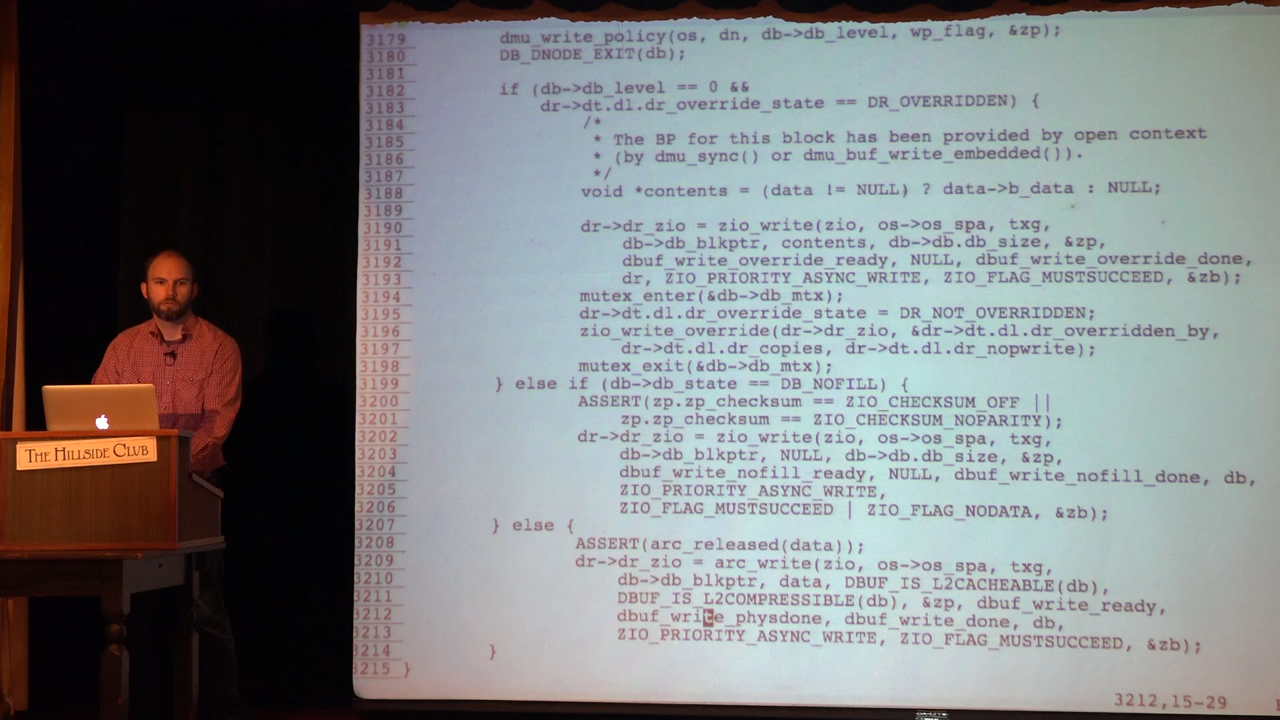 3179 dmu_write_policy(os, dn, db->db_level, wp_flag, &zp);
3180 DB_DNODE_EXIT(db);
3181
3182 if (db->db_level == 0 &&
3183 dr->dt.dl.dr_override_state == DR_OVERRIDDEN) {
3184 /*
3185 * The BP for this block has been provided by open context
3186 * (by dmu_sync() or dmu_buf_write_embedded()).
3187 */
3188 void *contents = (data != NULL) ? data->b_data : NULL;
3189
3190 dr->dr_zio = zio_write(zio, os->os_spa, txg,
3191 db->db_blkptr, contents, db->db.db_size, &zp,
3192 dbuf_write_override_ready, NULL, dbuf_write_override_done,
3193 dr, ZIO_PRIORITY_ASYNC_WRITE, ZIO_FLAG_MUSTSUCCEED, &zb);
3194 mutex_enter(&db->db_mtx);
3195 dr->dt.dl.dr_override_state = DR_NOT_OVERRIDDEN;
3196 zio_write_override(dr->dr_zio, &dr->dt.dl.dr_overridden_by,
3197 dr->dt.dl.dr_copies, dr->dt.dl.dr_nopwrite);
3198 mutex_exit(&db->db_mtx);
3199 } else if (db->db_state == DB_NOFILL) {
3200 ASSERT(zp.zp_checksum == ZIO_CHECKSUM_OFF ||
3201 zp.zp_checksum == ZIO_CHECKSUM_NOPARITY);
3202 dr->dr_zio = zio_write(zio, os->os_spa, txg,
3203 db->db_blkptr, NULL, db->db.db_size, &zp,
3204 dbuf_write_nofill_ready, NULL, dbuf_write_nofill_done, db,
3205 ZIO_PRIORITY_ASYNC_WRITE,
3206 ZIO_FLAG_MUSTSUCCEED | ZIO_FLAG_NODATA, &zb);
3207 } else {
3208 ASSERT(arc_released(data));
3209 dr->dr_zio = arc_write(zio, os->os_spa, txg,
3210 db->db_blkptr, data, DBUF_IS_L2CACHEABLE(db),
3211 DBUF_IS_L2COMPRESSIBLE(db), &zp, dbuf_write_ready,
3212 dbuf_write_physdone, dbuf_write_done, db,
3213 ZIO_PRIORITY_ASYNC_WRITE, ZIO_FLAG_MUSTSUCCEED, &zb);
3214 }
3215 }
3212,15-29
THE HILLSIDE CLUB